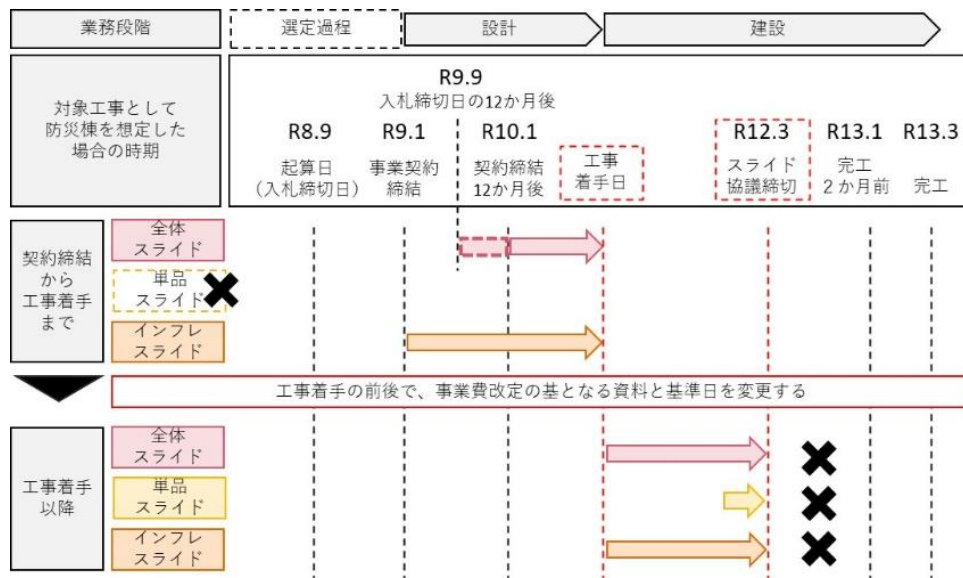 業務段階
選定過程
設計
建設
対象工事として
防災棟を想定した
場合の時期
R9.9
入札締切日の12か月後
R8.9
起算日
(入札締切日)
R9.1
事業契約
締結
R10.1
契約締結
12か月後
工事
着手日
R12.3
スライド
協議締切
R13.1
完工
2か月前
R13.3
完工
契約締結
から
工事着手
まで
全体
スライド
単品
スライド
インフレ
スライド
工事着手の前後で、事業費改定の基となる資料と基準日を変更する
工事着手
以降
全体
スライド
単品
スライド
インフレ
スライド